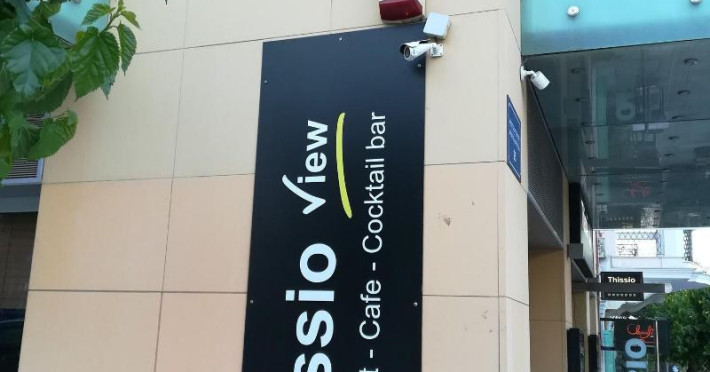 ssio View
t - Cafe - Cocktail bar
Thissio